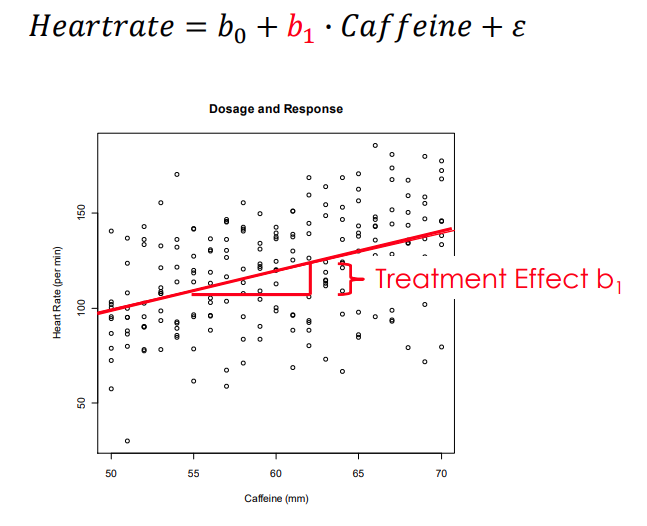 Heartrate = b₀ + b₁ · Caffeine + ε
Dosage and Response
Heart Rate (per min)
150
100
50
Treatment Effect b₁
50 55 60 65 70
Caffeine (mm)